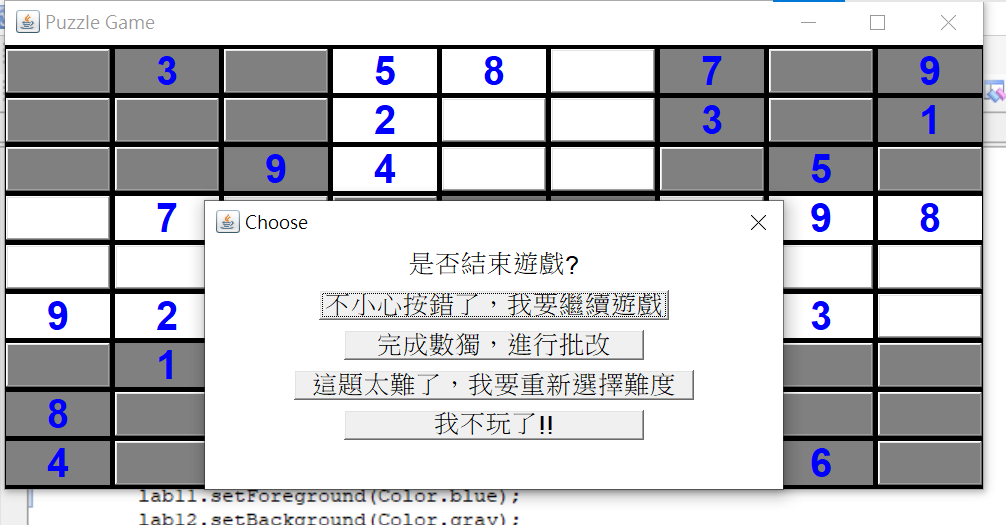 Puzzle Game
3 5 8 7 9
2 3 1
9 4 5
7 9 8
Choose
是否結束遊戲?
不小心按錯了，我要繼續遊戲
完成數獨，進行批改
這題太難了，我要重新選擇難度
我不玩了!!
9 2 3
1
8
4 6
lab11.setForeground(Color.blue);
lab12.setBackground(Color.gray);